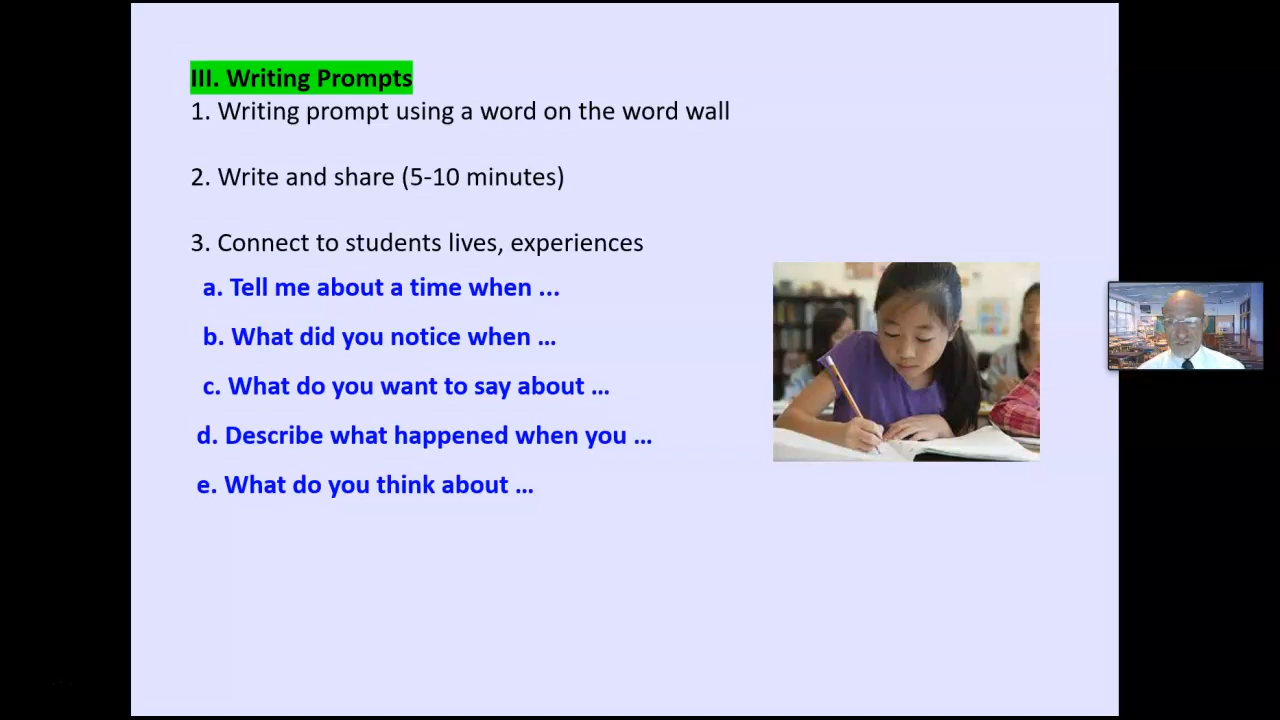 III. Writing Prompts
1. Writing prompt using a word on the word wall
2. Write and share (5-10 minutes)
3. Connect to students lives, experiences
a. Tell me about a time when ...
b. What did you notice when ...
c. What do you want to say about ...
d. Describe what happened when you ...
e. What do you think about ...